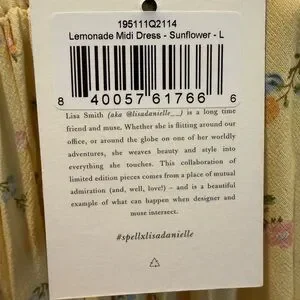 195111Q2114
Lemonade Midi Dress - Sunflower - L
8 40057 61766 6
Lisa Smith (aka @lisadanielle__) is a long time
friend and muse. Whether she is flitting around our
office, or around the globe on one of her worldly
adventures, she weaves beauty and style into
everything she touches. This collaboration of
limited edition pieces comes from a place of mutual
admiration (and, well, love!) – and is a beautiful
example of what can happen when designer and
muse intersect.
#spellxlisadanielle